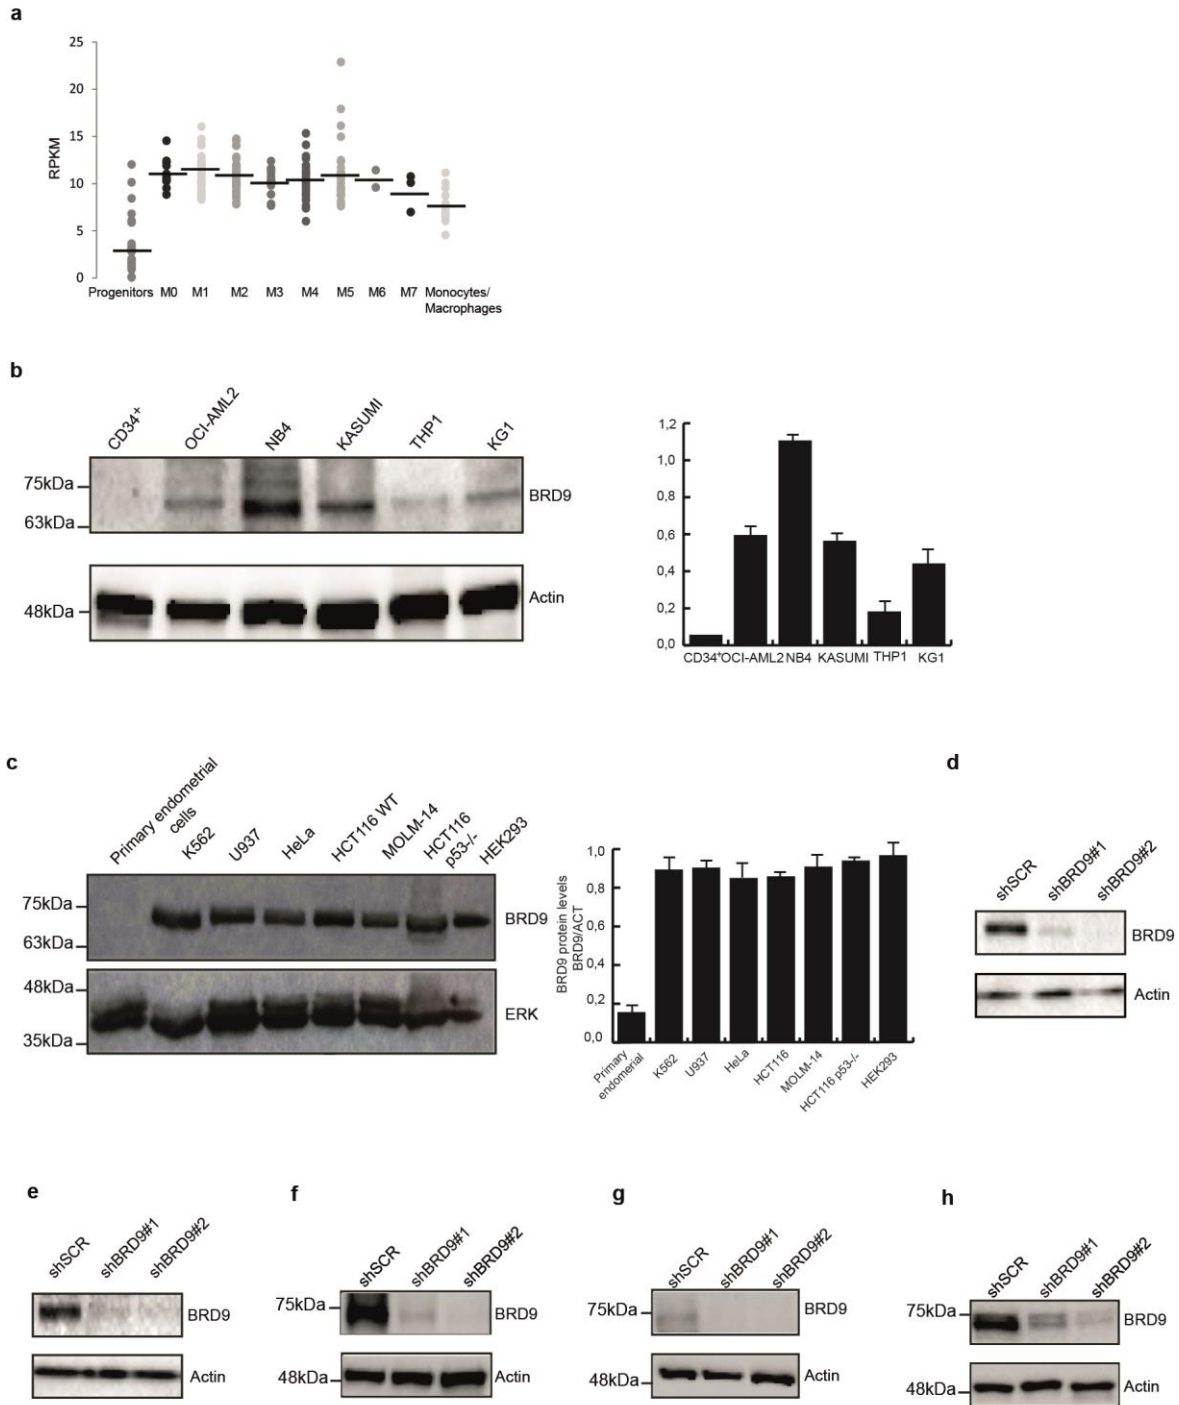 a
25
20
15
10
5
0
RPKM
Progenitors M0 M1 M2 M3 M4 M5 M6 M7 Monocytes/
Macrophages
b
CD34+ OCI-AML2 NB4 KASUMI THP1 KG1
75kDa
63kDa
BRD9
48kDa
Actin
1,2
1,0
0,8
0,6
0,4
0,2
0,0
CD34+ OCI-AML2 NB4 KASUMI THP1 KG1
c
Primary endometrial
cells
K562 U937 HeLa HCT116 WT MOLM-14 HCT116
p53-/-
HEK293
75kDa
63kDa
BRD9
48kDa
35kDa
ERK
BRD9 protein levels
BRD9/ACT
1,0
0,8
0,6
0,4
0,2
0,0
Primary
endomerial
K562 U937 HeLa HCT116 MOLM-14 HCT116 p53-/- HEK293
d
shSCR shBRD9#1 shBRD9#2
BRD9
Actin
e
shSCR shBRD9#1 shBRD9#2
BRD9
Actin
f
shSCR shBRD9#1 shBRD9#2
75kDa
BRD9
48kDa
Actin
g
shSCR shBRD9#1 shBRD9#2
75kDa
BRD9
48kDa
Actin
h
shSCR shBRD9#1 shBRD9#2
75kDa
BRD9
48kDa
Actin